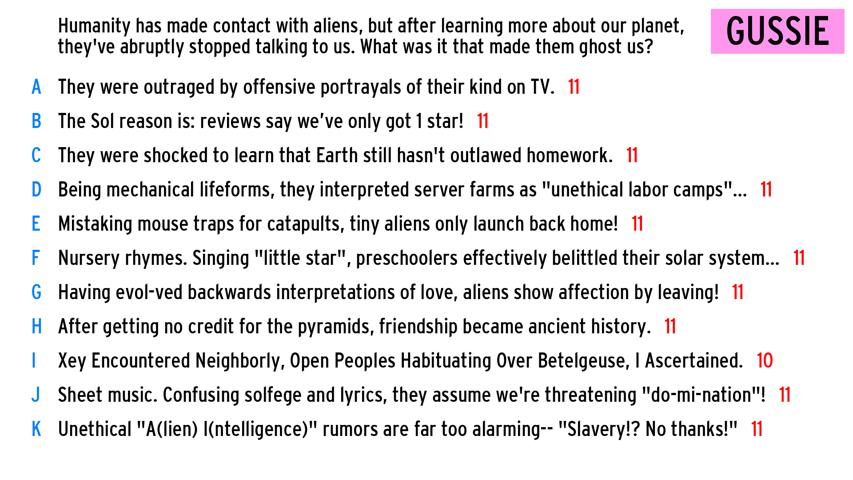 Humanity has made contact with aliens, but after learning more about our planet,
they've abruptly stopped talking to us. What was it that made them ghost us?
GUSSIE
A They were outraged by offensive portrayals of their kind on TV. 11
B The Sol reason is: reviews say we've only got 1 star! 11
C They were shocked to learn that Earth still hasn't outlawed homework. 11
D Being mechanical lifeforms, they interpreted server farms as "unethical labor camps"... 11
E Mistaking mouse traps for catapults, tiny aliens only launch back home! 11
F Nursery rhymes. Singing "little star", preschoolers effectively belittled their solar system... 11
G Having evol-ved backwards interpretations of love, aliens show affection by leaving! 11
H After getting no credit for the pyramids, friendship became ancient history. 11
I Xey Encountered Neighborly, Open Peoples Habituating Over Betelgeuse, I Ascertained. 10
J Sheet music. Confusing solfege and lyrics, they assume we're threatening "do-mi-nation"! 11
K Unethical "A(lien) I(ntelligence)" rumors are far too alarming-- "Slavery!? No thanks!" 11